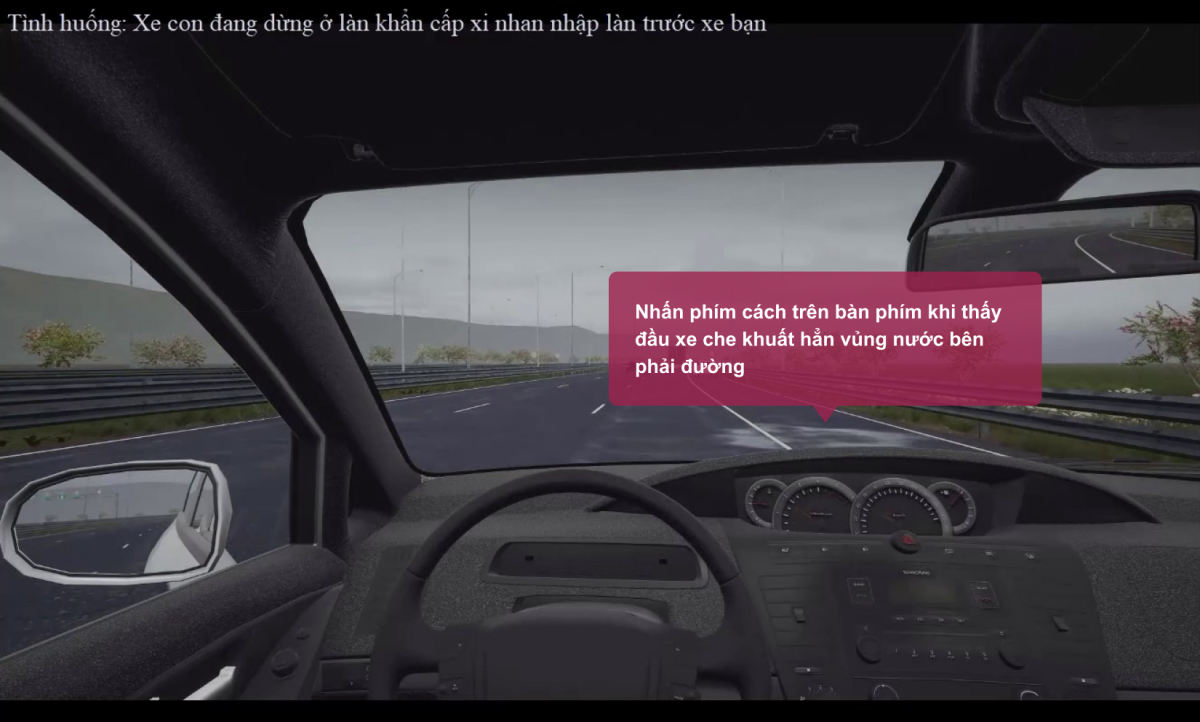 Tình huống: Xe con đang dừng ở làn khẩn cấp xi nhan nhập làn trước xe bạn
Nhấn phím cách trên bàn phím khi thấy
đầu xe che khuất hẳn vũng nước bên
phải đường